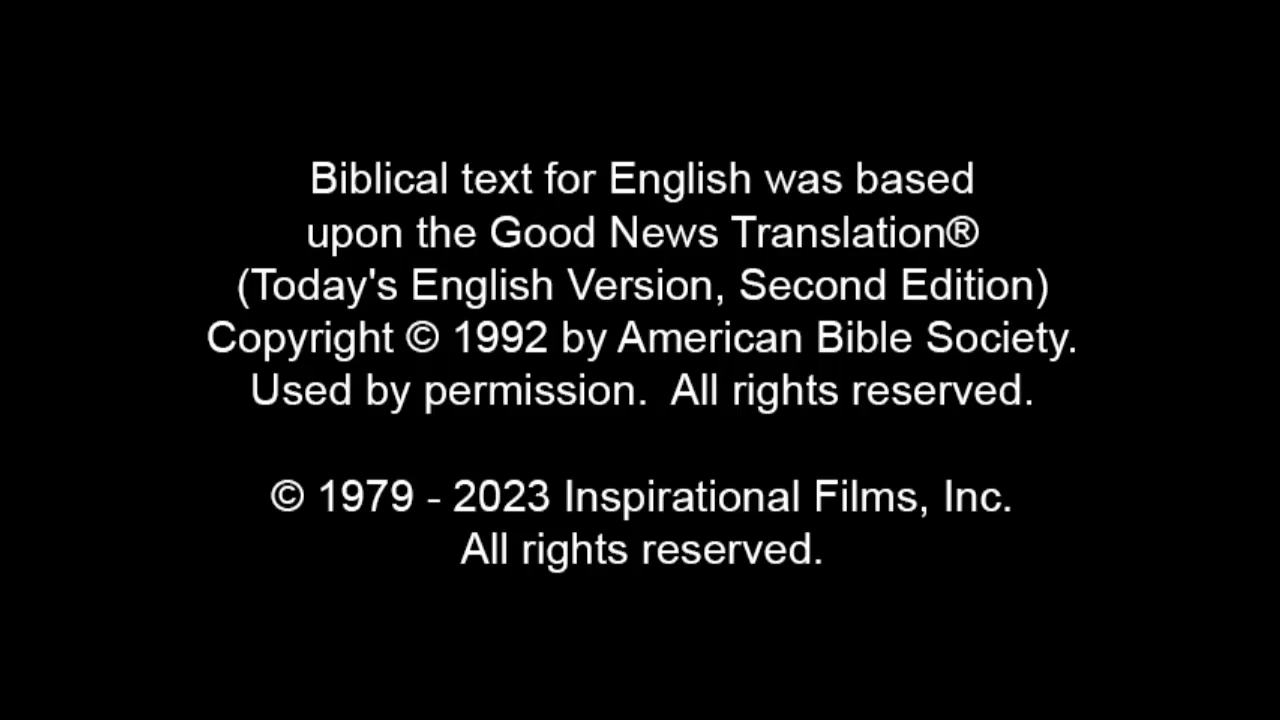 Biblical text for English was based
upon the Good News Translation®
(Today's English Version, Second Edition)
Copyright © 1992 by American Bible Society.
Used by permission.  All rights reserved.
© 1979 - 2023 Inspirational Films, Inc.
All rights reserved.